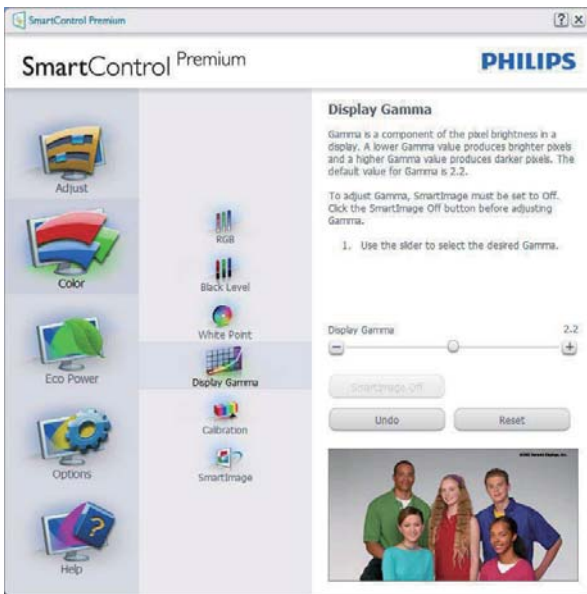 SmartControl Premium
? x
SmartControl Premium
PHILIPS
Adjust
Color
Eco Power
Options
Help
RGB
Black Level
White Point
Display Gamma
Calibration
SmartImage
Display Gamma
Gamma is a component of the pixel brightness in a
display. A lower Gamma value produces brighter pixels
and a higher Gamma value produces darker pixels. The
default value for Gamma is 2.2.
To adjust Gamma, SmartImage must be set to Off.
Click the SmartImage Off button before adjusting
Gamma.
1. Use the slider to select the desired Gamma.
Display Gamma 2.2
SmartImage Off
Undo Reset